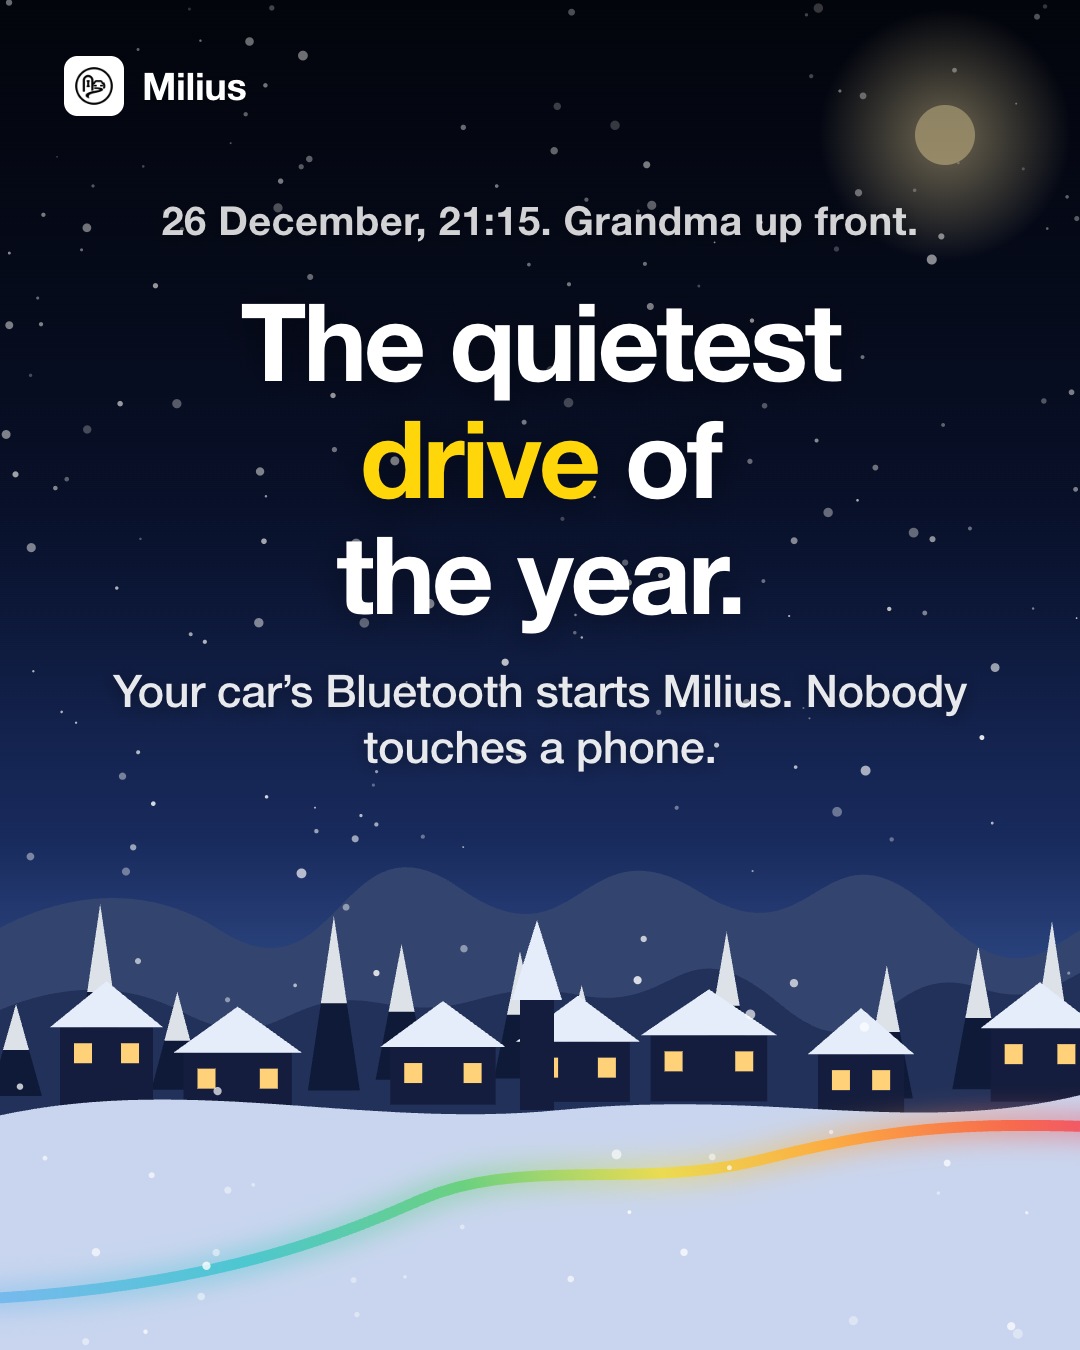 Milius
26 December, 21:15. Grandma up front.
The quietest
drive of
the year.
Your car’s Bluetooth starts Milius. Nobody
touches a phone.